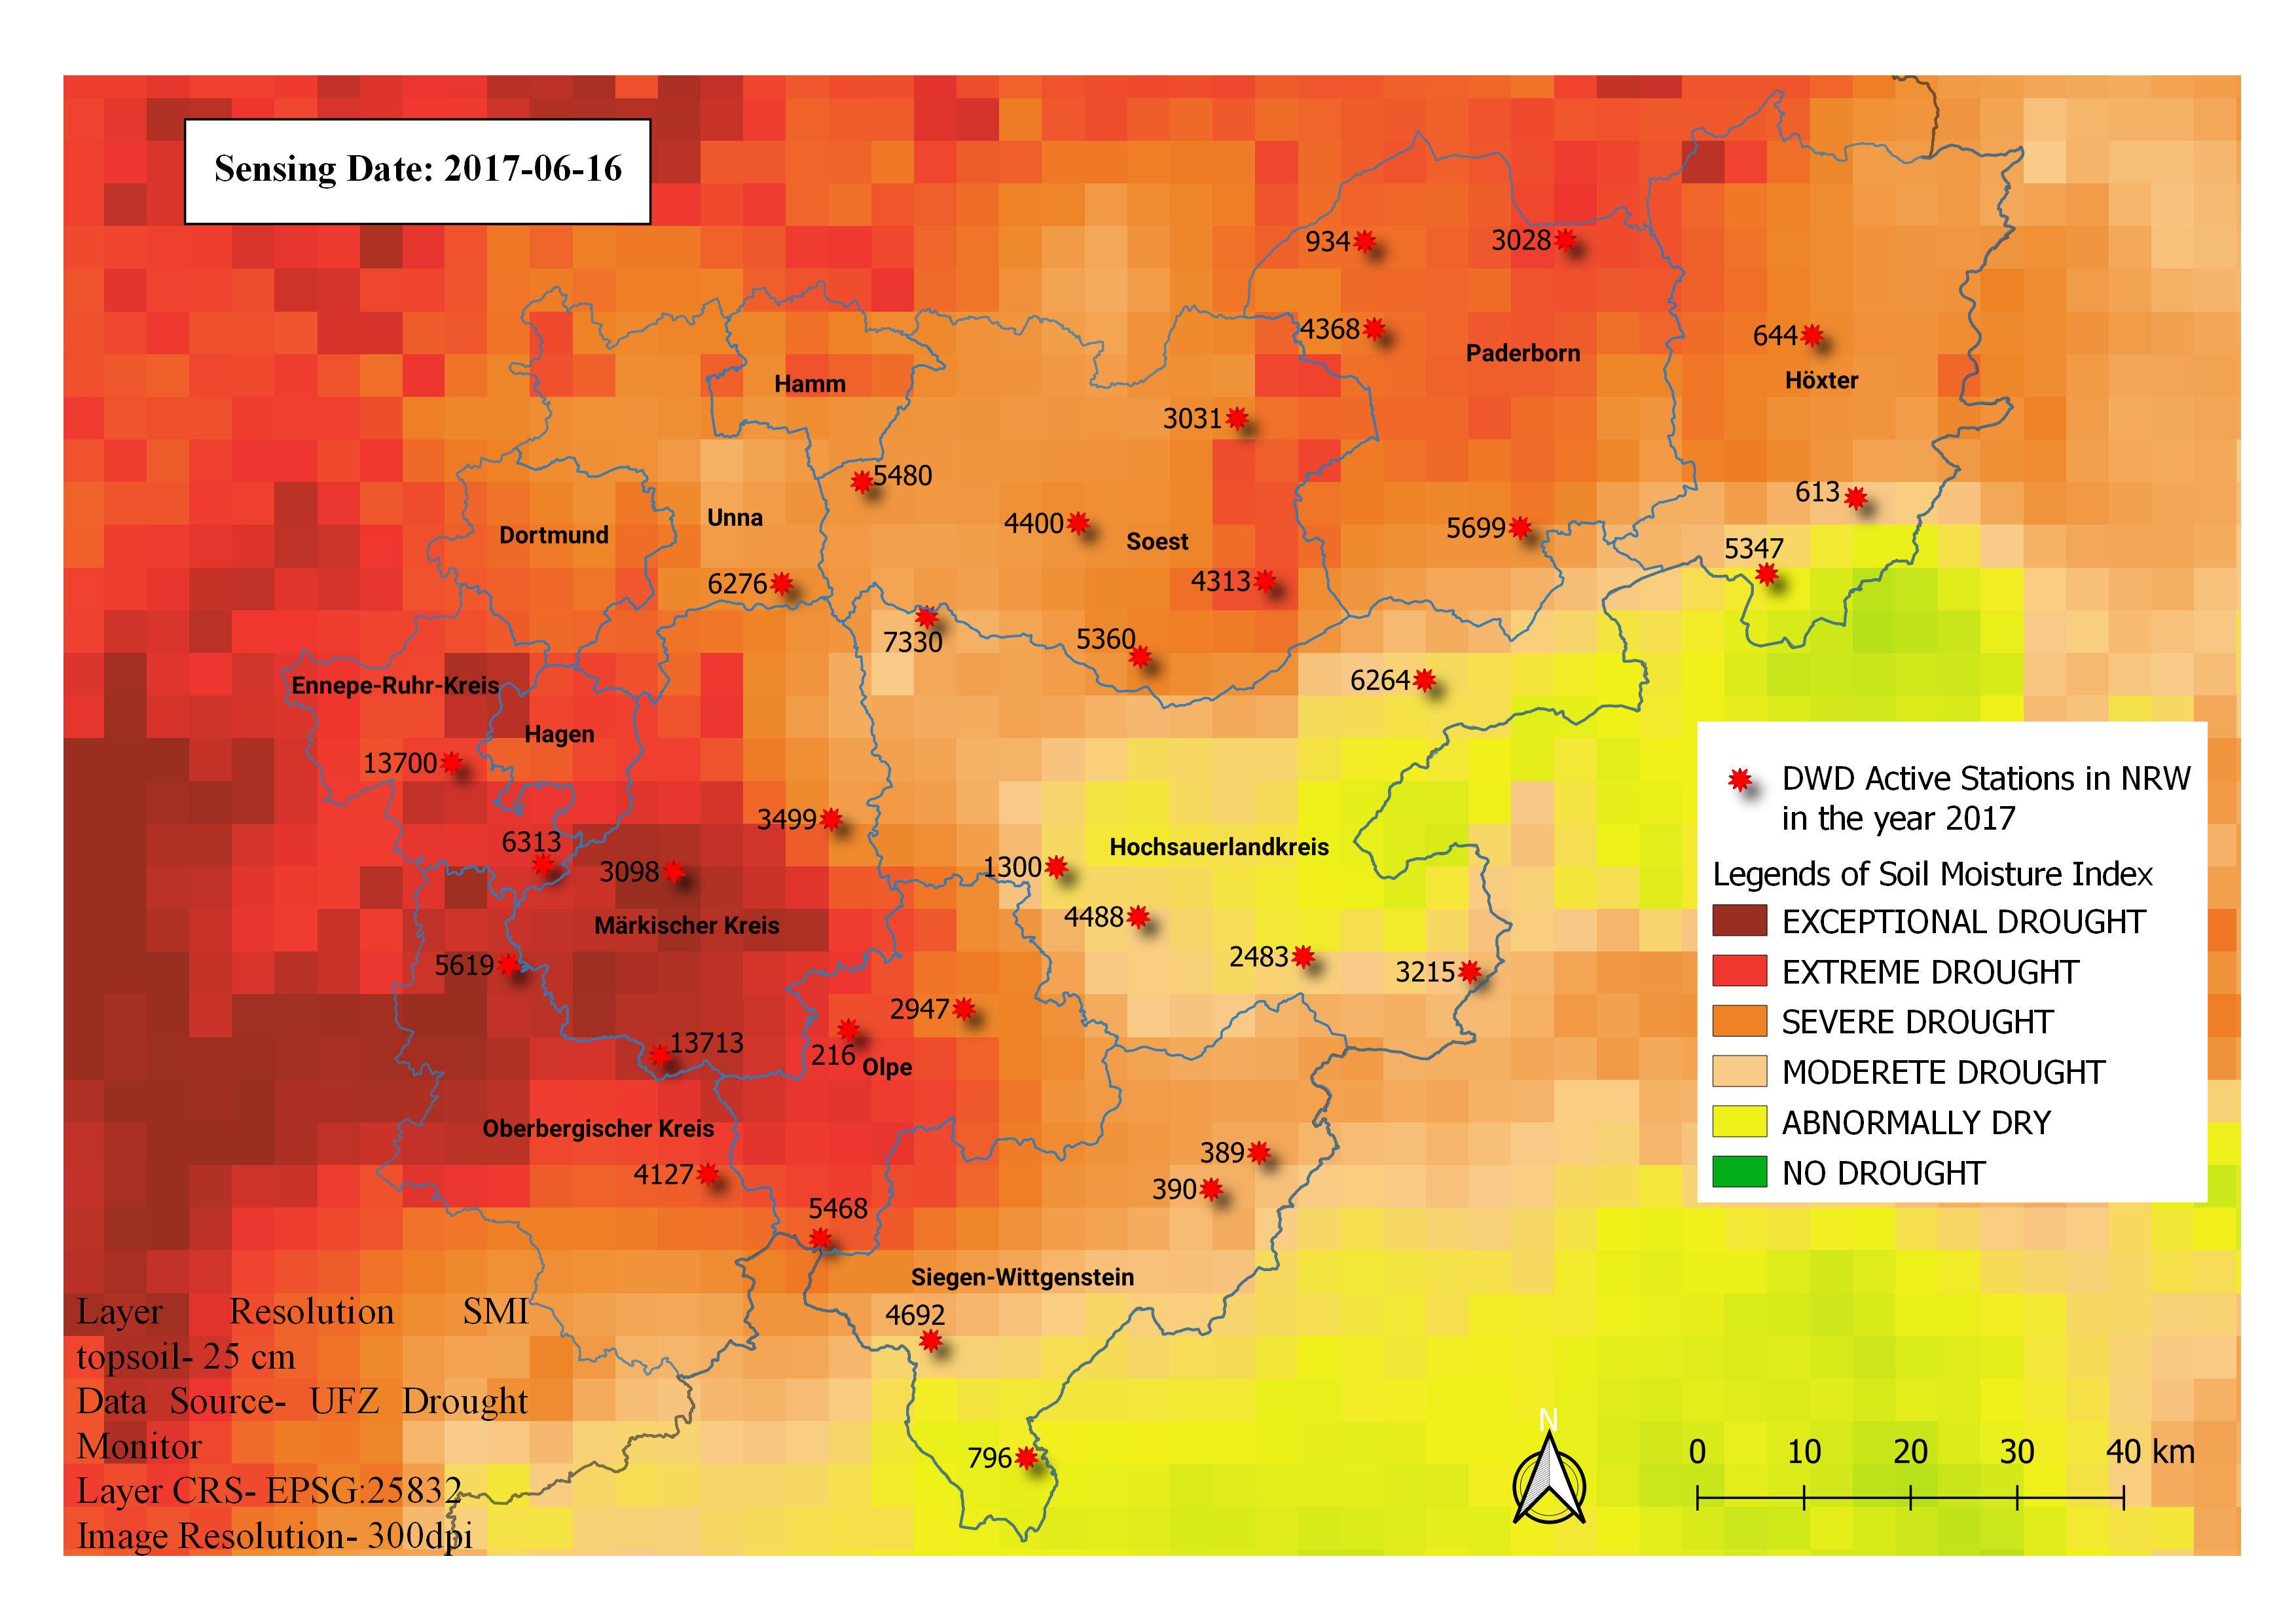 Sensing Date: 2017-06-16
934
3028
4368
Paderborn
644
Höxter
Hamm
3031
5480
613
Unna
4400
Dortmund
Soest
5699
5347
6276
4313
7330
5360
6264
Ennepe-Ruhr-Kreis
Hagen
13700
3499
6313
3098
Hochsauerlandkreis
1300
4488
Märkischer Kreis
5619
2483
3215
2947
13713
216
Olpe
Oberbergischer Kreis
4127
389
390
5468
Siegen-Wittgenstein
4692
796
DWD Active Stations in NRW
in the year 2017
Legends of Soil Moisture Index
EXCEPTIONAL DROUGHT
EXTREME DROUGHT
SEVERE DROUGHT
MODERETE DROUGHT
ABNORMALLY DRY
NO DROUGHT
Layer Resolution SMI
topsoil- 25 cm
Data Source- UFZ Drought
Monitor
Layer CRS- EPSG:25832
Image Resolution- 300dpi
N
0 10 20 30 40 km